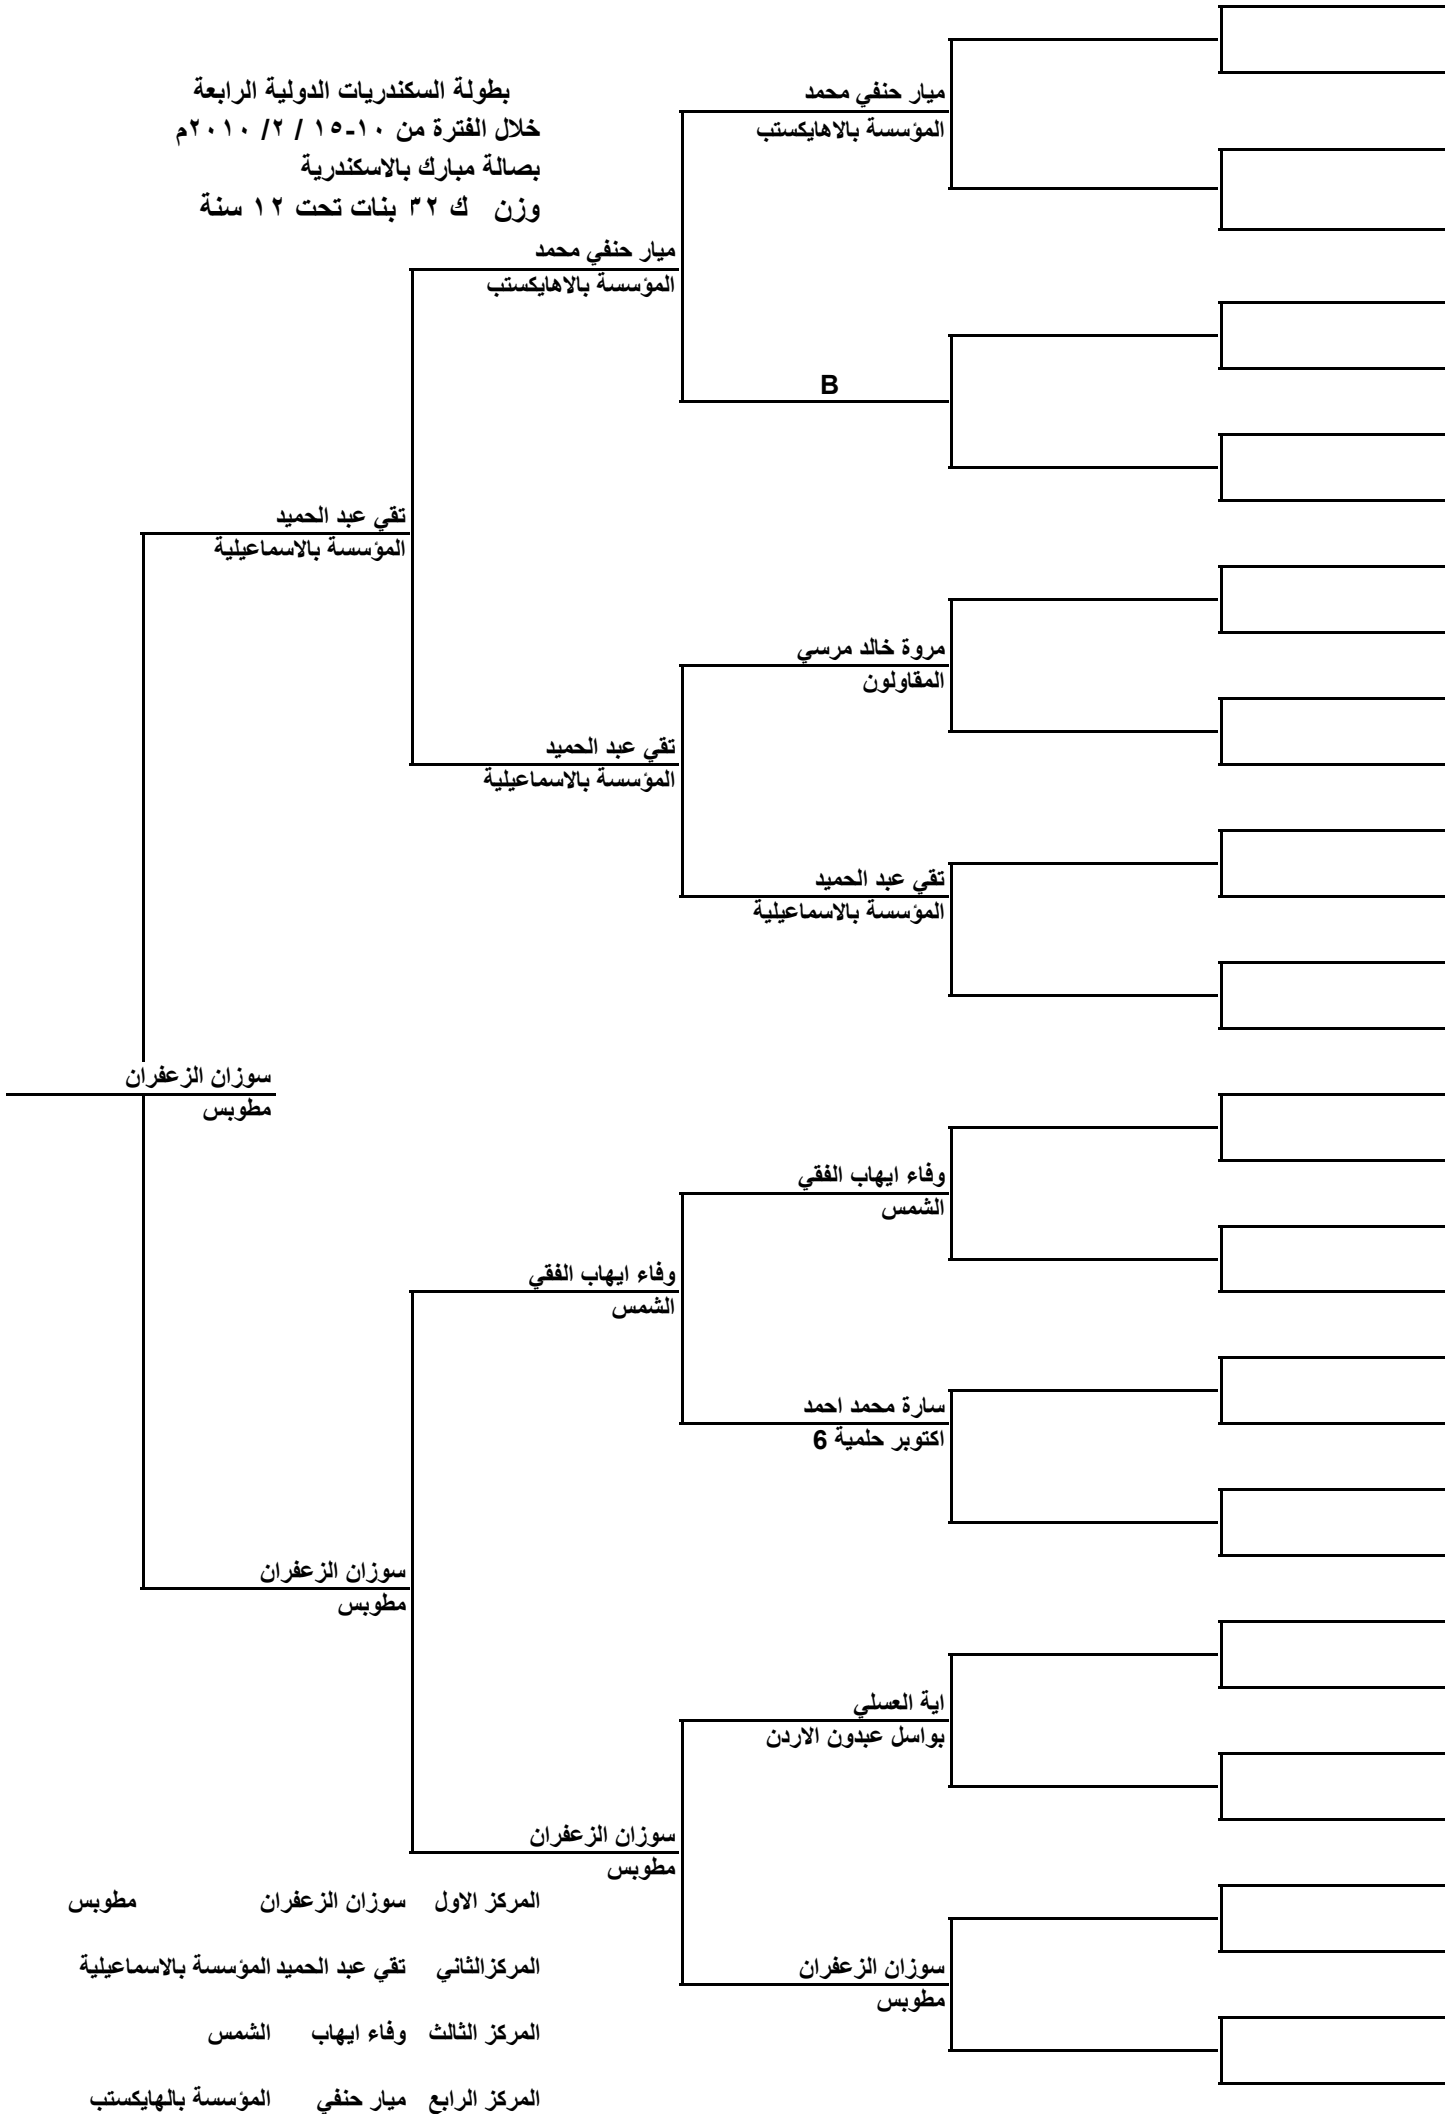 بطولة السكندريات الدولية الرابعة
خلال الفترة من ١٠-١٥ / ٢/ ٢٠١٠م
بصالة مبارك بالاسكندرية
وزن ك ٣٢ بنات تحت ١٢ سنة
ميار حنفي محمد
المؤسسة بالاهايكستب
ميار حنفي محمد
المؤسسة بالاهايكستب
B
تقي عبد الحميد
المؤسسة بالاسماعيلية
مروة خالد مرسي
المقاولون
تقي عبد الحميد
المؤسسة بالاسماعيلية
تقي عبد الحميد
المؤسسة بالاسماعيلية
سوزان الزعفران
مطوبس
وفاء ايهاب الفقي
الشمس
وفاء ايهاب الفقي
الشمس
سارة محمد احمد
اكتوبر حلمية 6
سوزان الزعفران
مطوبس
اية العسلي
بواسل عبدون الاردن
سوزان الزعفران
مطوبس
المركز الاول سوزان الزعفران مطوبس
المركزالثاني تقي عبد الحميد المؤسسة بالاسماعيلية
سوزان الزعفران
مطوبس
المركز الثالث وفاء ايهاب الشمس
المركز الرابع ميار حنفي المؤسسة بالهايكستب